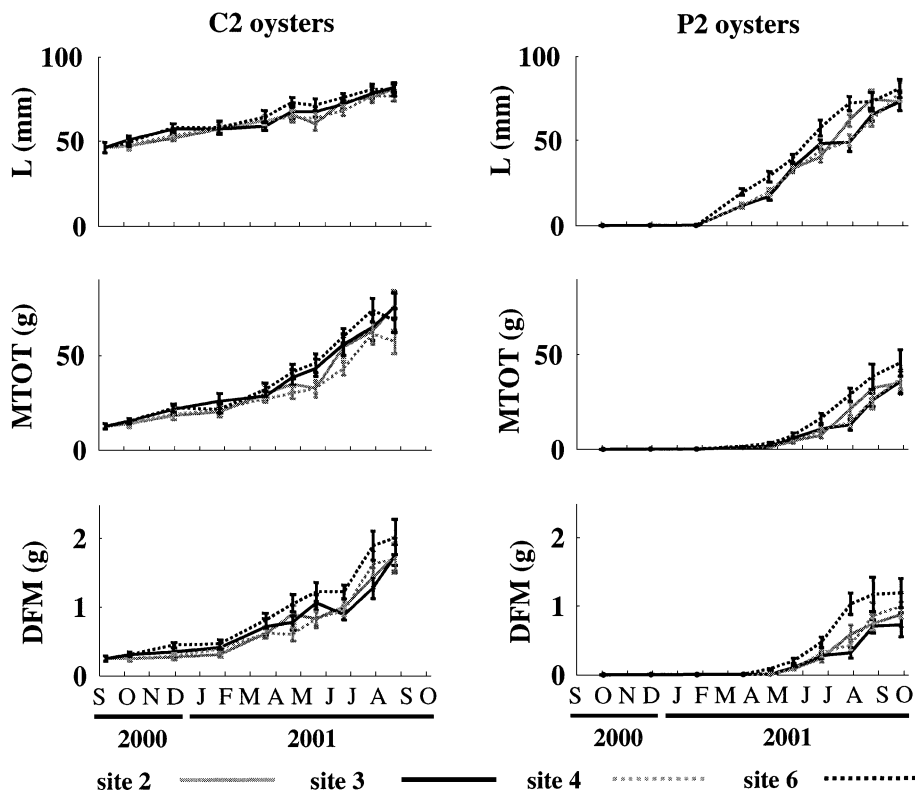 C2 oysters
P2 oysters
L (mm)
100
50
0
L (mm)
100
50
0
MTOT (g)
50
0
MTOT (g)
50
0
DFM (g)
2
1
0
DFM (g)
2
1
0
S O N D J F M A M J J A S O
S O N D J F M A M J J A S O
2000 2001
2000 2001
site 2 site 3 site 4 site 6